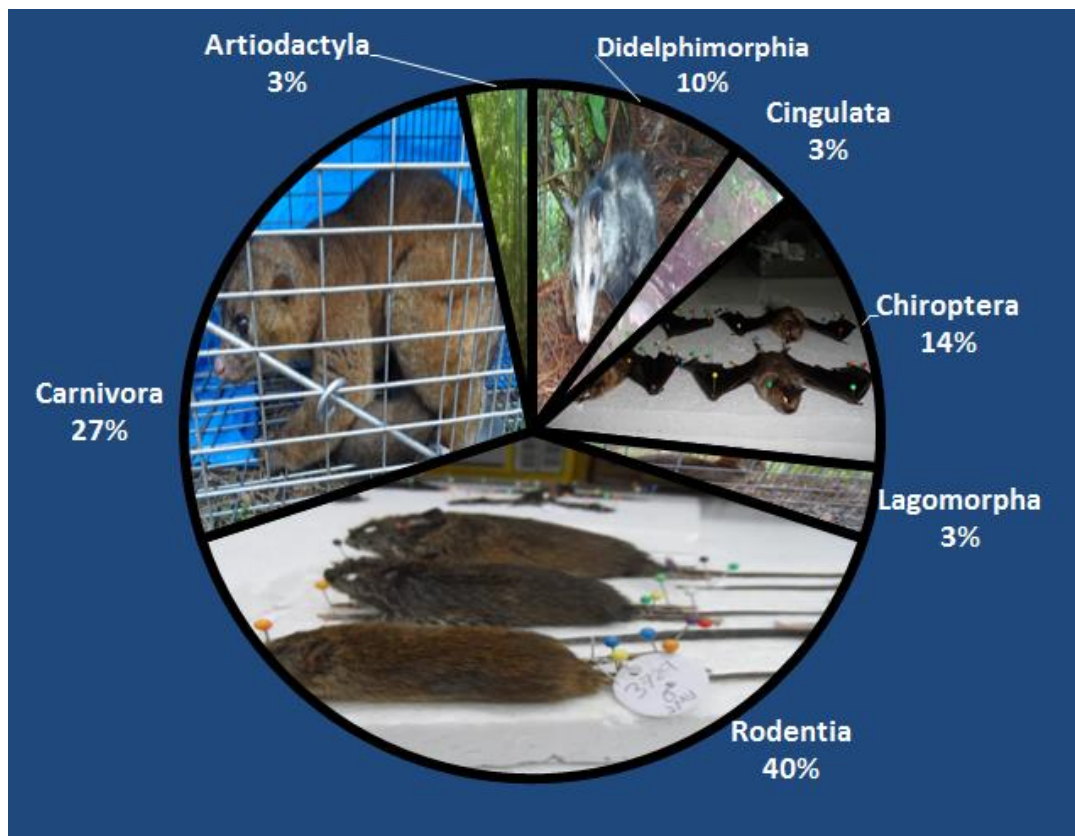 Artiodactyla
3%
Didelphimorphia
10%
Cingulata
3%
Chiroptera
14%
Carnivora
27%
Lagomorpha
3%
Rodentia
40%